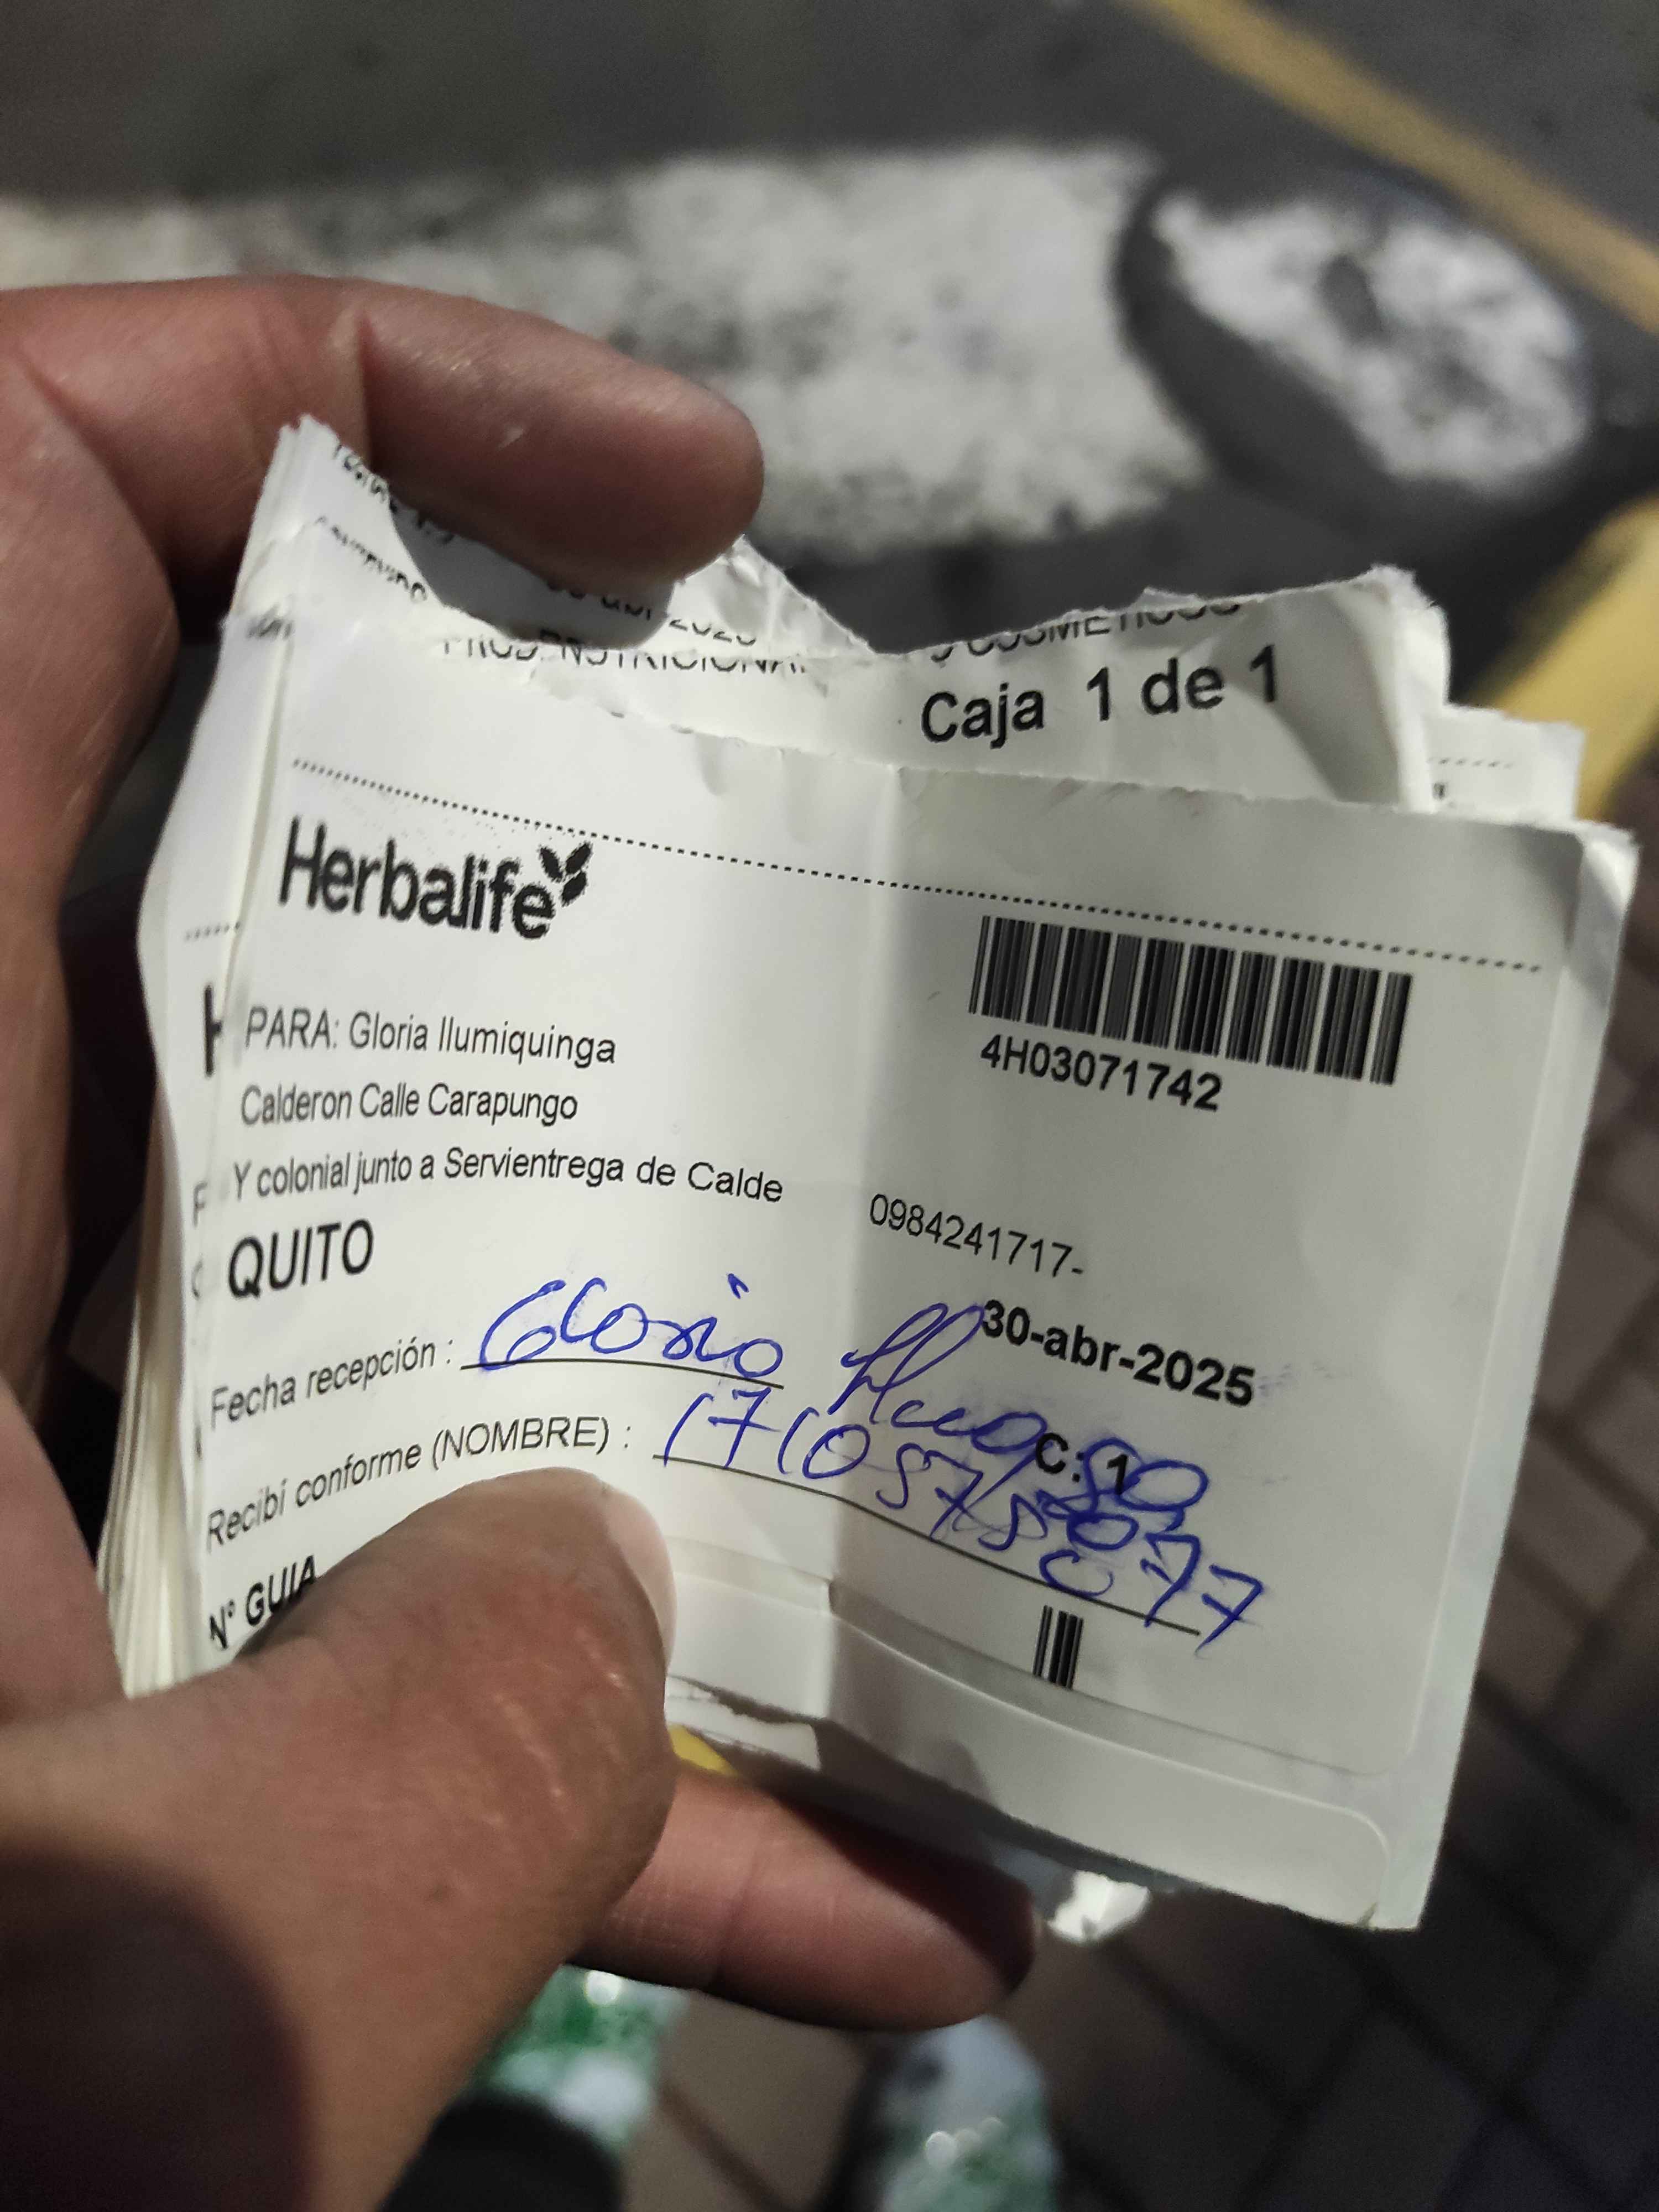 Caja 1 de 1
Herbalife
4H03071742
PARA: Gloria Ilumiquinga
Calderon Calle Carapungo
Y colonial junto a Servientrega de Calde
0984241717-
QUITO
30-abr-2025
Fecha recepción : Gloria
C: 1
Recibí conforme (NOMBRE) :
N° GUIA